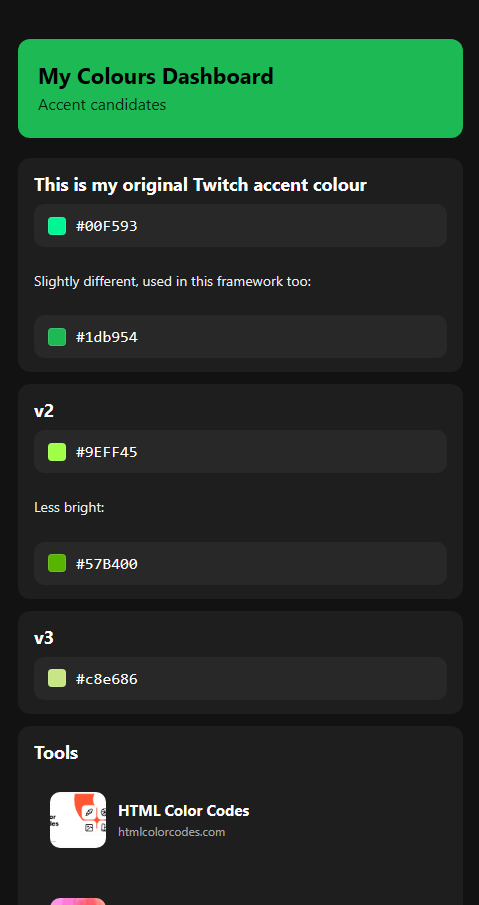 My Colours Dashboard
Accent candidates
This is my original Twitch accent colour
#00F593
Slightly different, used in this framework too:
#1db954
v2
#9EFF45
Less bright:
#57B400
v3
#c8e686
Tools
HTML Color Codes
htmlcolorcodes.com